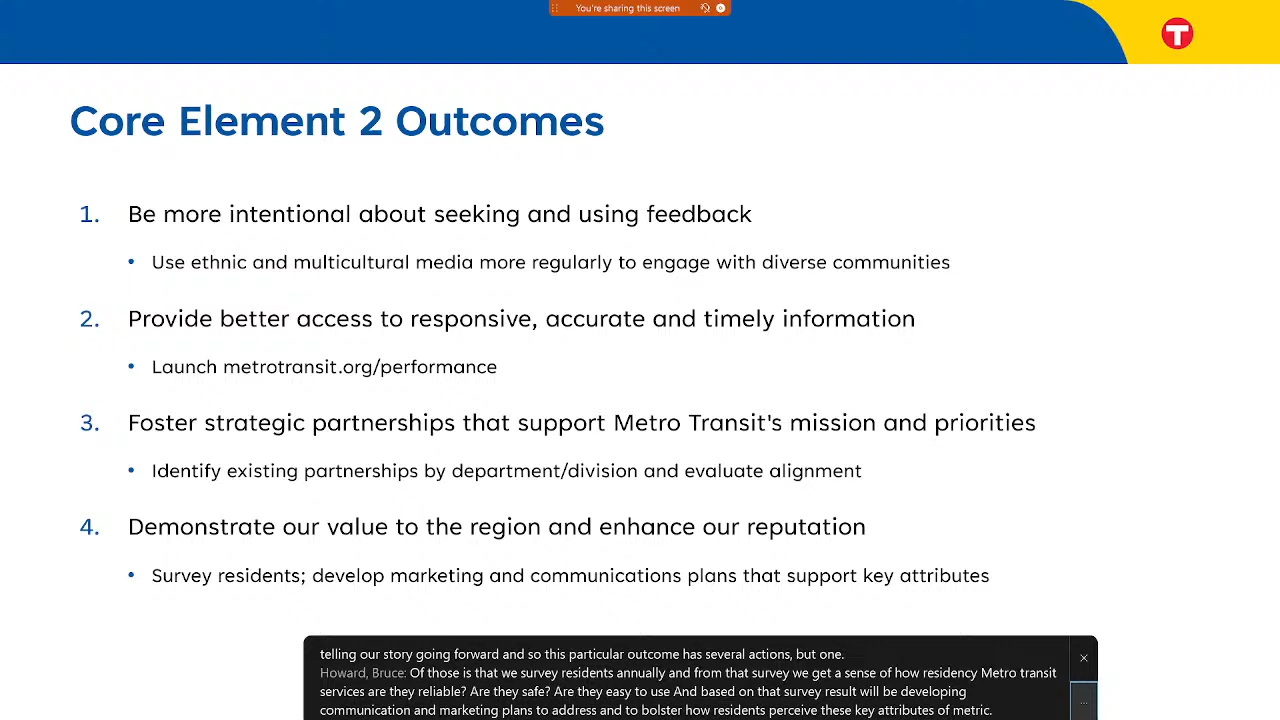 You're sharing this screen
T
Core Element 2 Outcomes
1. Be more intentional about seeking and using feedback
• Use ethnic and multicultural media more regularly to engage with diverse communities
2. Provide better access to responsive, accurate and timely information
• Launch metrotransit.org/performance
3. Foster strategic partnerships that support Metro Transit's mission and priorities
• Identify existing partnerships by department/division and evaluate alignment
4. Demonstrate our value to the region and enhance our reputation
• Survey residents; develop marketing and communications plans that support key attributes
telling our story going forward and so this particular outcome has several actions, but one.
Howard, Bruce: Of those is that we survey residents annually and from that survey we get a sense of how residency Metro transit
services are they reliable? Are they safe? Are they easy to use And based on that survey result will be developing
communication and marketing plans to address and to bolster how residents perceive these key attributes of metric.